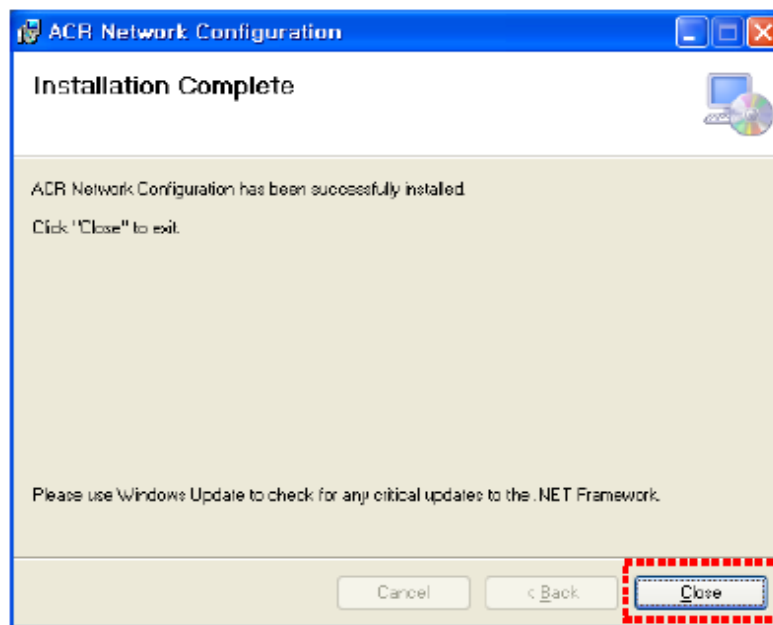 ACR Network Configuration
Installation Complete
ACR Network Configuration has been successfully installed.
Click "Close" to exit.
Please use Windows Update to check for any critical updates to the .NET Framework.
Cancel
< Back
Close